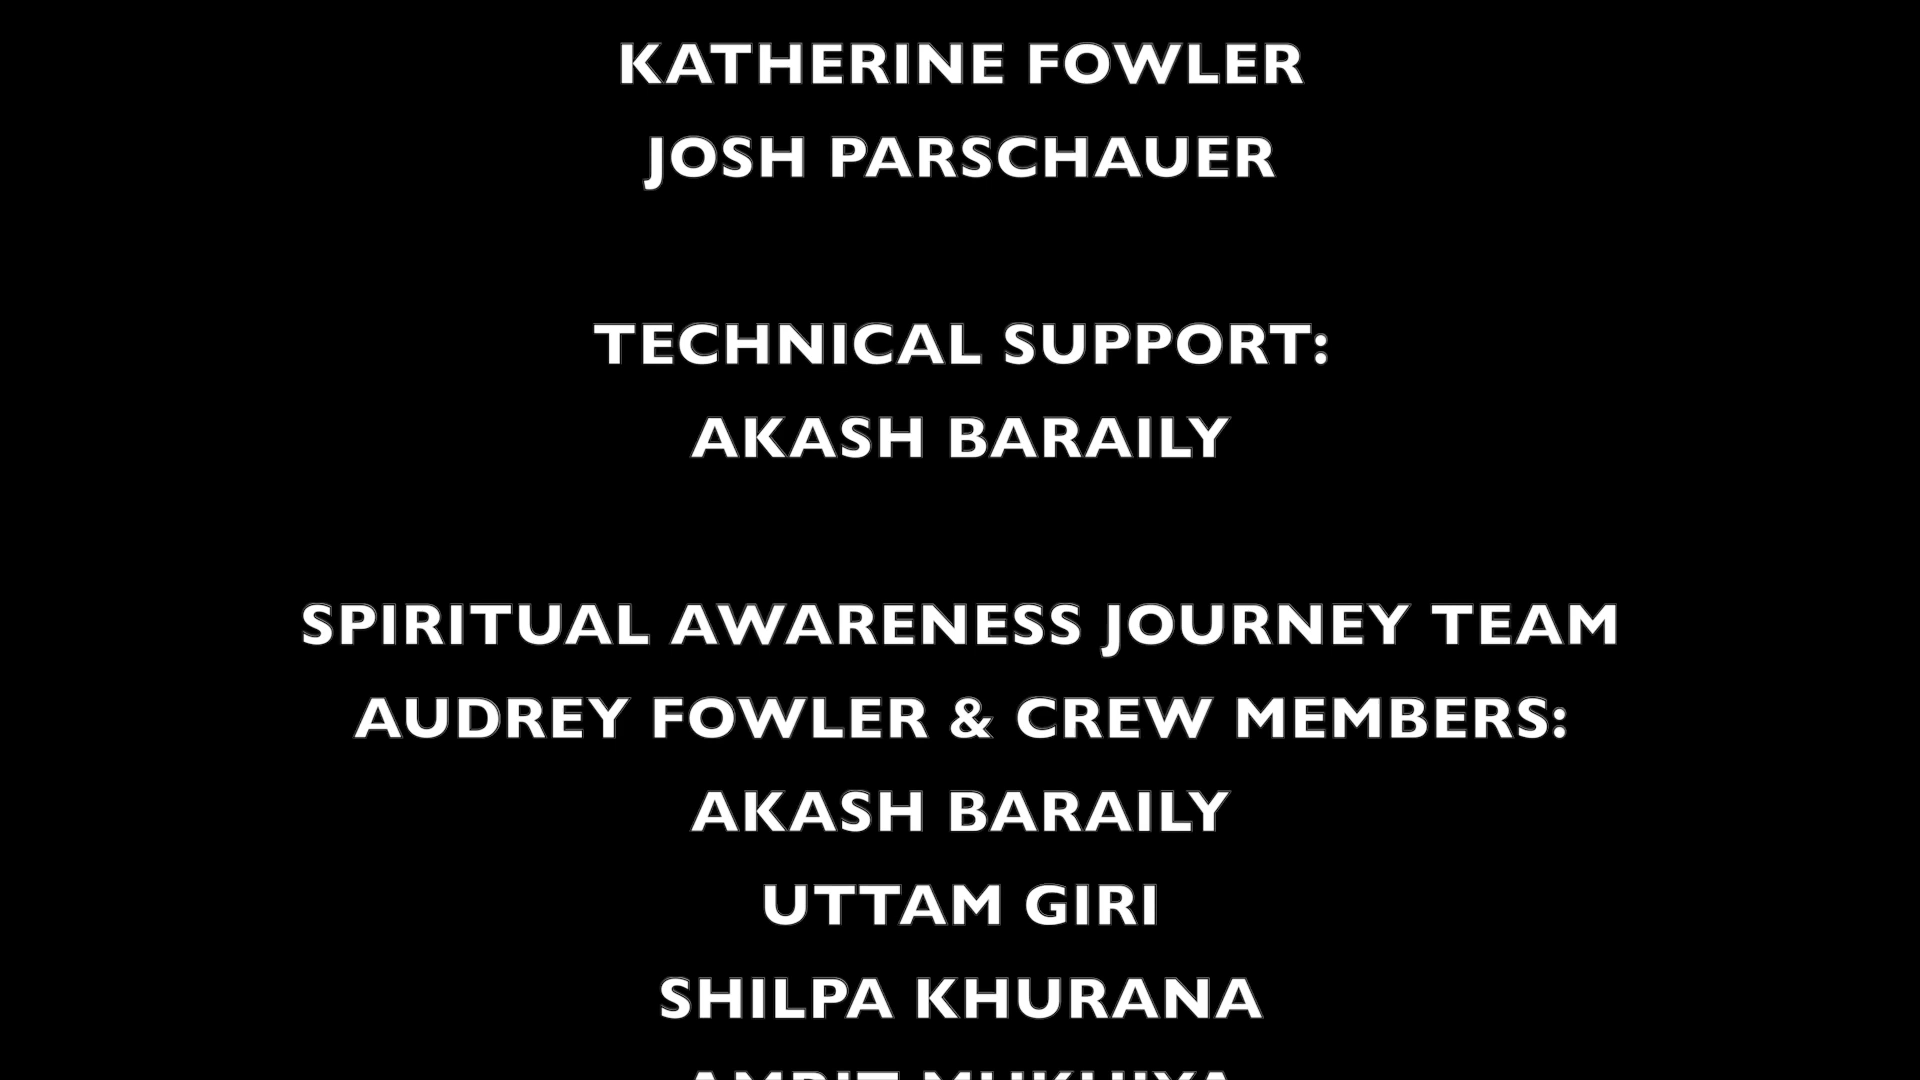 KATHERINE FOWLER
JOSH PARSCHAUER
TECHNICAL SUPPORT:
AKASH BARAILY
SPIRITUAL AWARENESS JOURNEY TEAM
AUDREY FOWLER & CREW MEMBERS:
AKASH BARAILY
UTTAM GIRI
SHILPA KHURANA